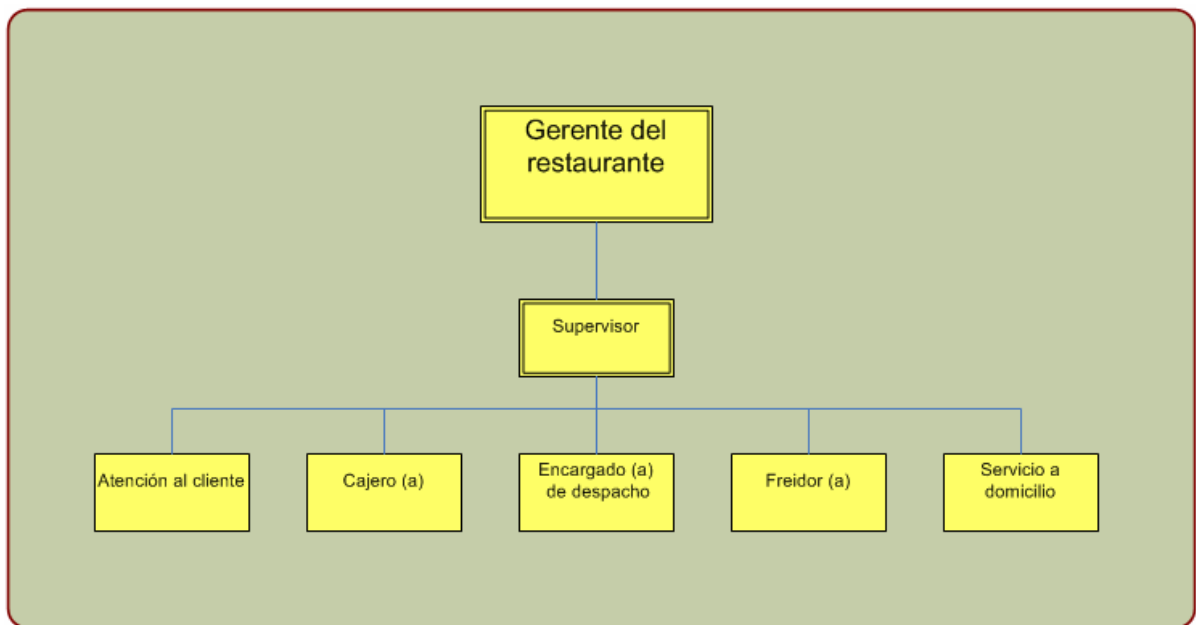 Gerente del
restaurante
Supervisor
Atención al cliente
Cajero (a)
Encargado (a)
de despacho
Freidor (a)
Servicio a
domicilio